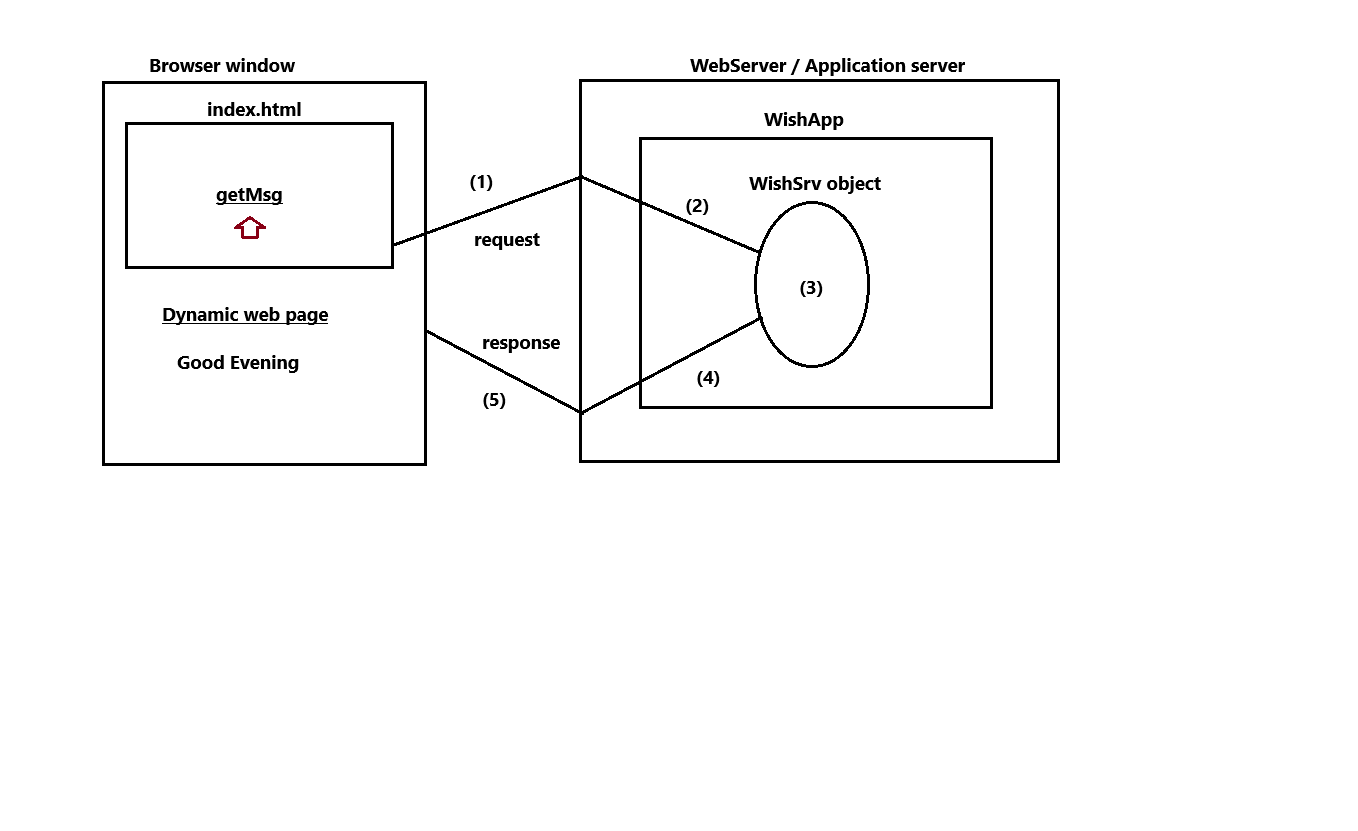 Browser window
index.html
getMsg
Dynamic web page
Good Evening
(1)
request
response
(5)
WebServer / Application server
WishApp
WishSrv object
(2)
(3)
(4)